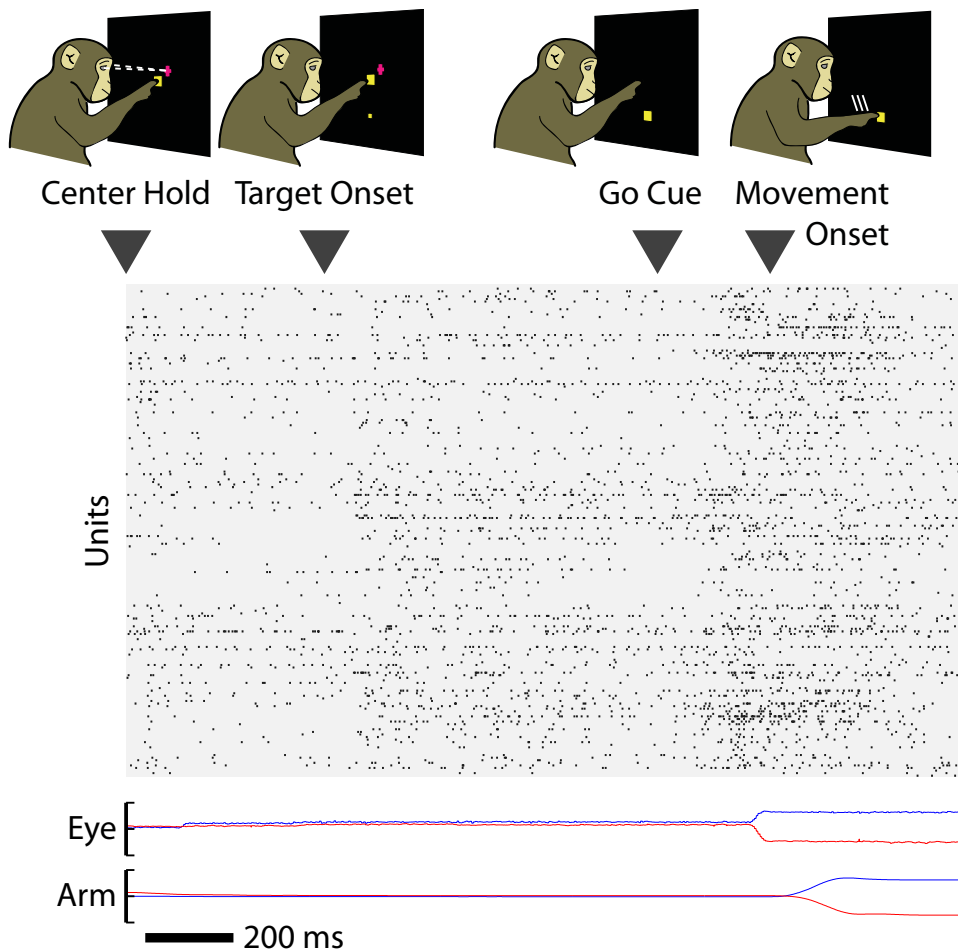 Center Hold
Target Onset
Go Cue
Movement
Onset
Units
Eye
Arm
200 ms